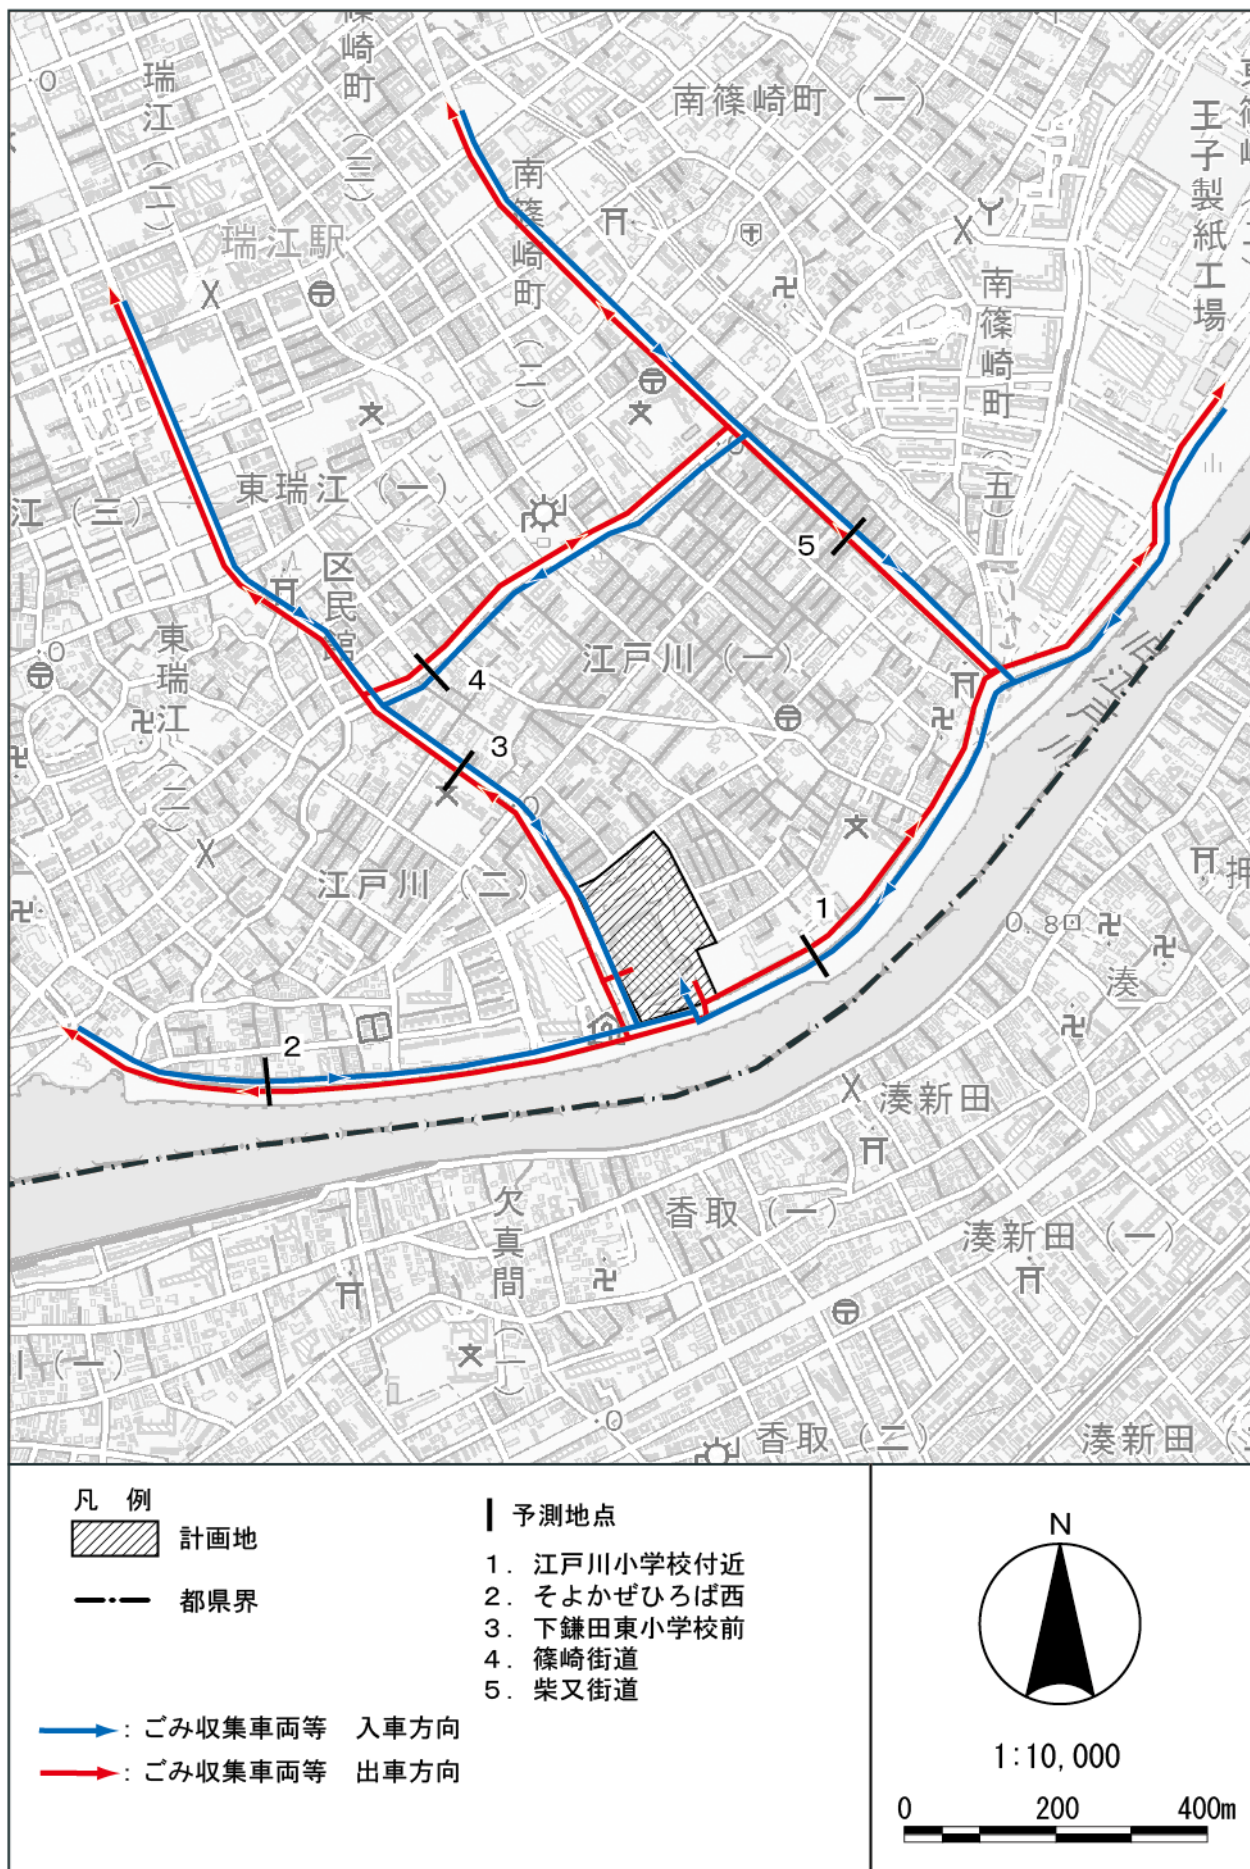 篠崎町(三)
瑞江(二)
南篠崎町(一)
王子製紙工場
南篠崎町(二)
瑞江駅
南篠崎町(五)
東瑞江(一)
江(三)
区民館
5
東瑞江(二)
江戸川(一)
4
3
旧江戸川
江戸川(二)
1
押
0.8
湊
2
湊新田
欠真間(一)
香取(一)
湊新田(一)
(一)
香取(二)
湊新田(
凡 例
計画地
都県界
予測地点
1. 江戸川小学校付近
2. そよかぜひろば西
3. 下鎌田東小学校前
4. 篠崎街道
5. 柴又街道
:ごみ収集車両等 入車方向
:ごみ収集車両等 出車方向
N
1:10,000
0 200 400m